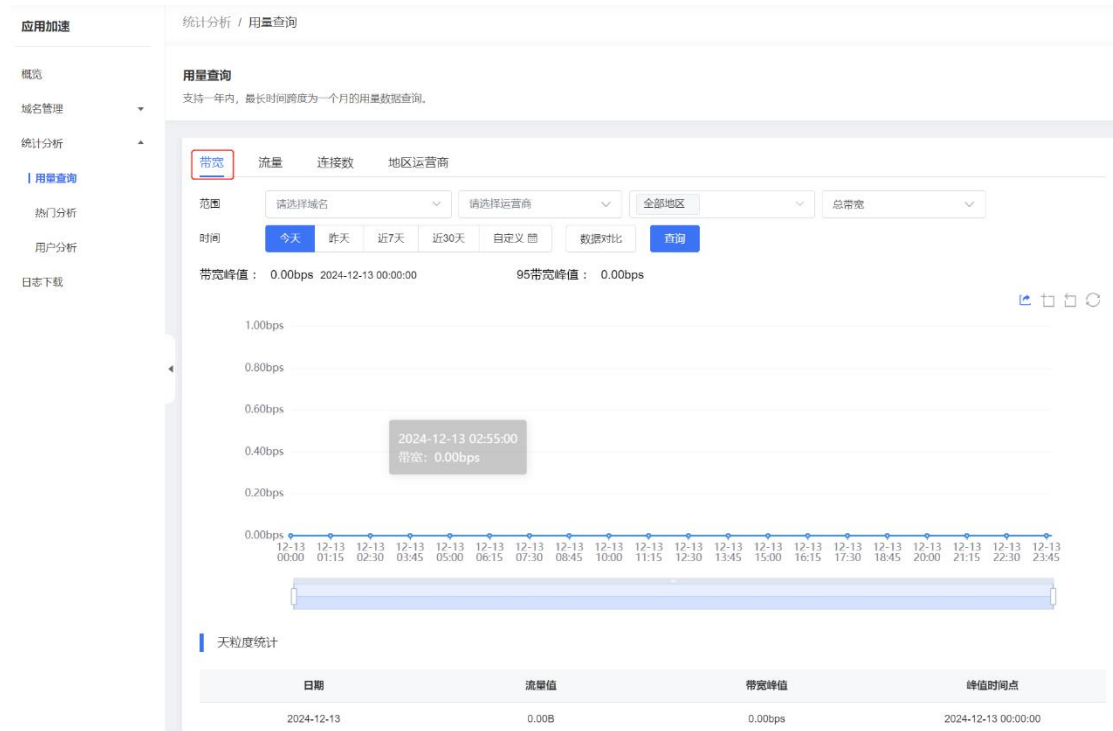 应用加速
概览
域名管理
统计分析
用量查询
热门分析
用户分析
日志下载
统计分析 / 用量查询
用量查询
支持一年内，最长时间跨度为一个月的用量数据查询。
带宽 流量 连接数 地区运营商
范围 请选择域名 请选择运营商 全部地区 总带宽
时间 今天 昨天 近7天 近30天 自定义 数据对比 查询
带宽峰值： 0.00bps 2024-12-13 00:00:00 95带宽峰值： 0.00bps
1.00bps
0.80bps
0.60bps
2024-12-13 02:55:00
0.40bps
带宽：0.00bps
0.20bps
0.00bps
12-13 12-13 12-13 12-13 12-13 12-13 12-13 12-13 12-13 12-13 12-13 12-13 12-13 12-13 12-13 12-13 12-13 12-13 12-13 12-13
00:00 01:15 02:30 03:45 05:00 06:15 07:30 08:45 10:00 11:15 12:30 13:45 15:00 16:15 17:30 18:45 20:00 21:15 22:30 23:45
天粒度统计
日期 流量值 带宽峰值 峰值时间点
2024-12-13 0.00B 0.00bps 2024-12-13 00:00:00